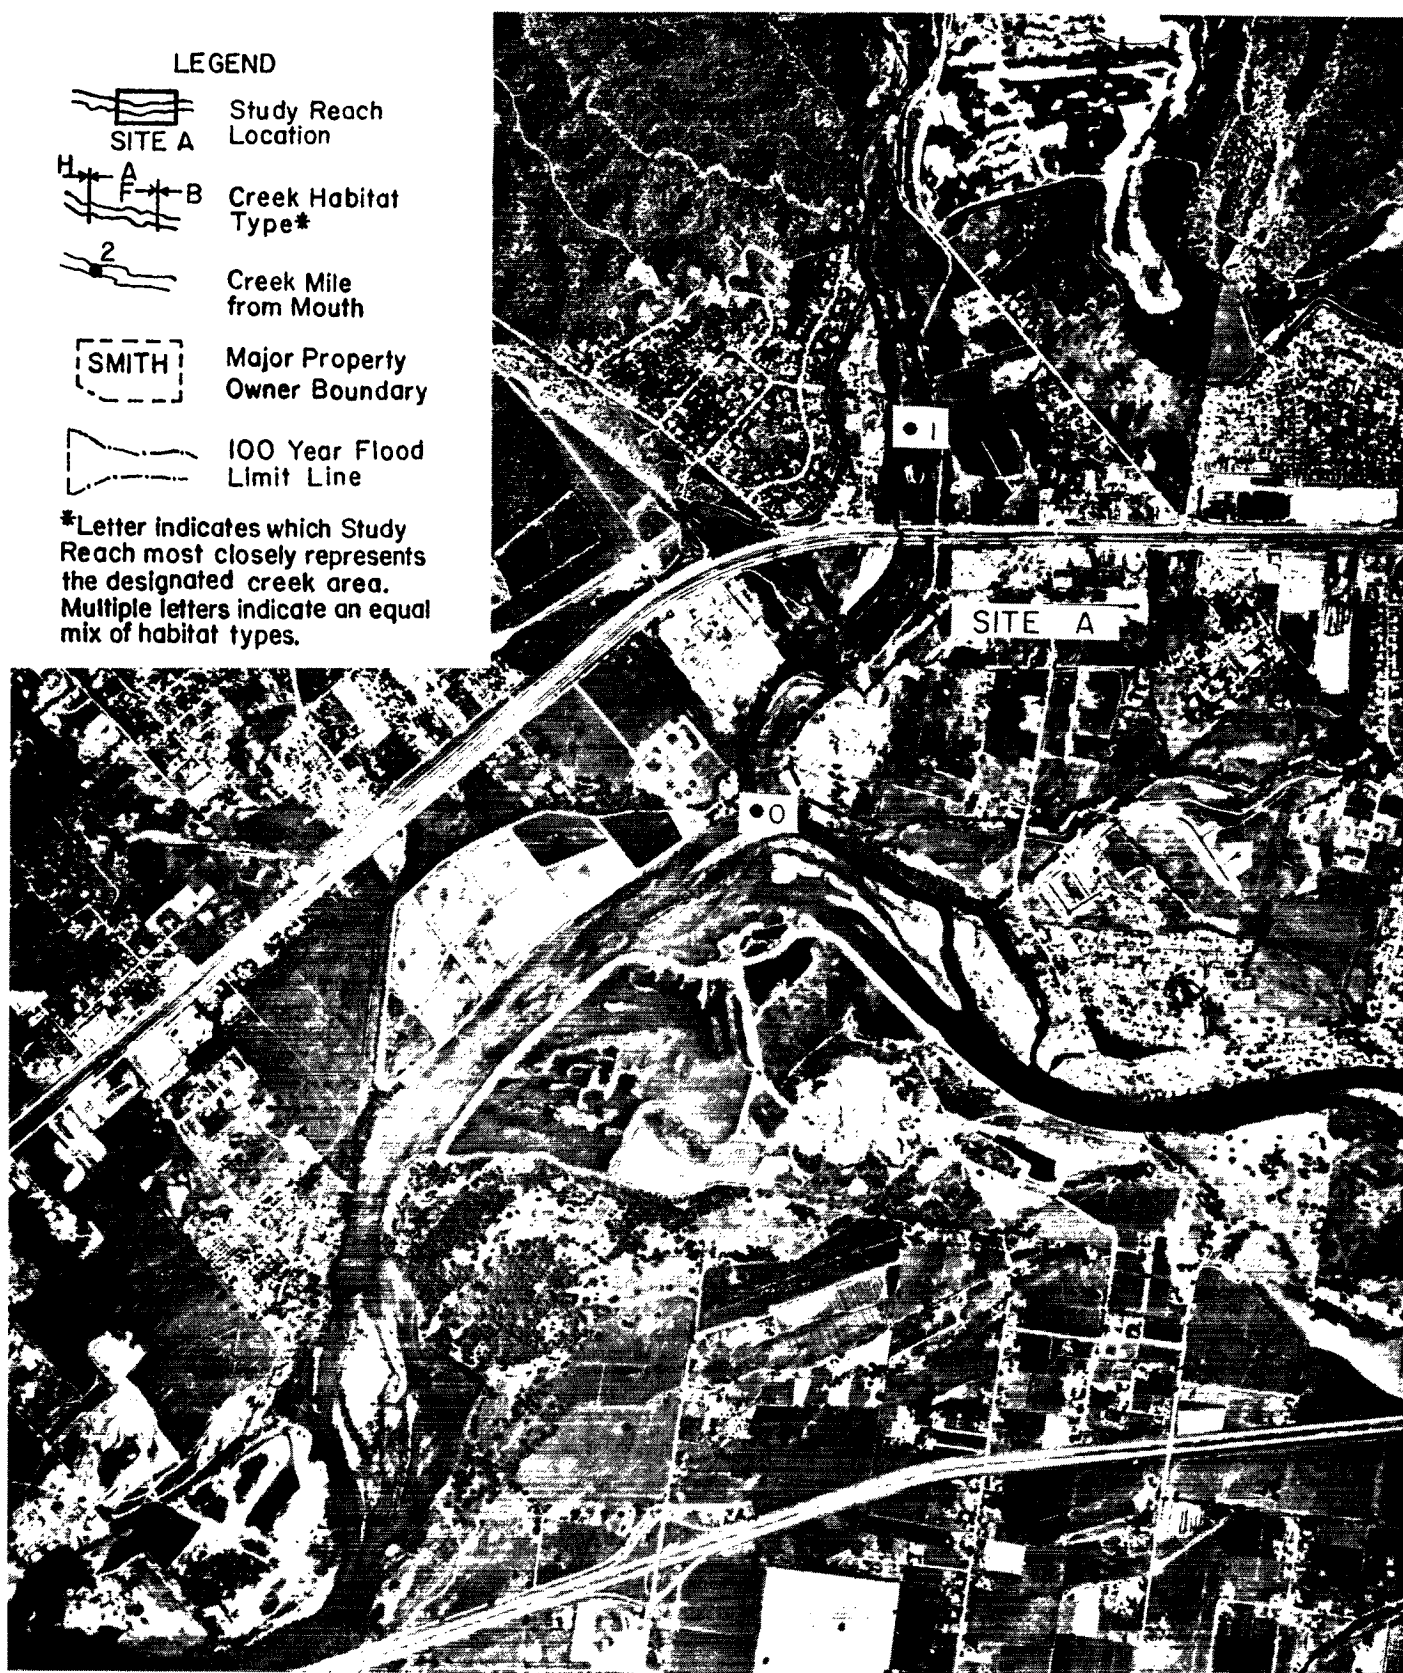 LEGEND
Study Reach
Location
SITE A
H A
F B
Creek Habitat
Type*
2
Creek Mile
from Mouth
SMITH
Major Property
Owner Boundary
100 Year Flood
Limit Line
*Letter indicates which Study
Reach most closely represents
the designated creek area.
Multiple letters indicate an equal
mix of habitat types.
1
SITE A
0